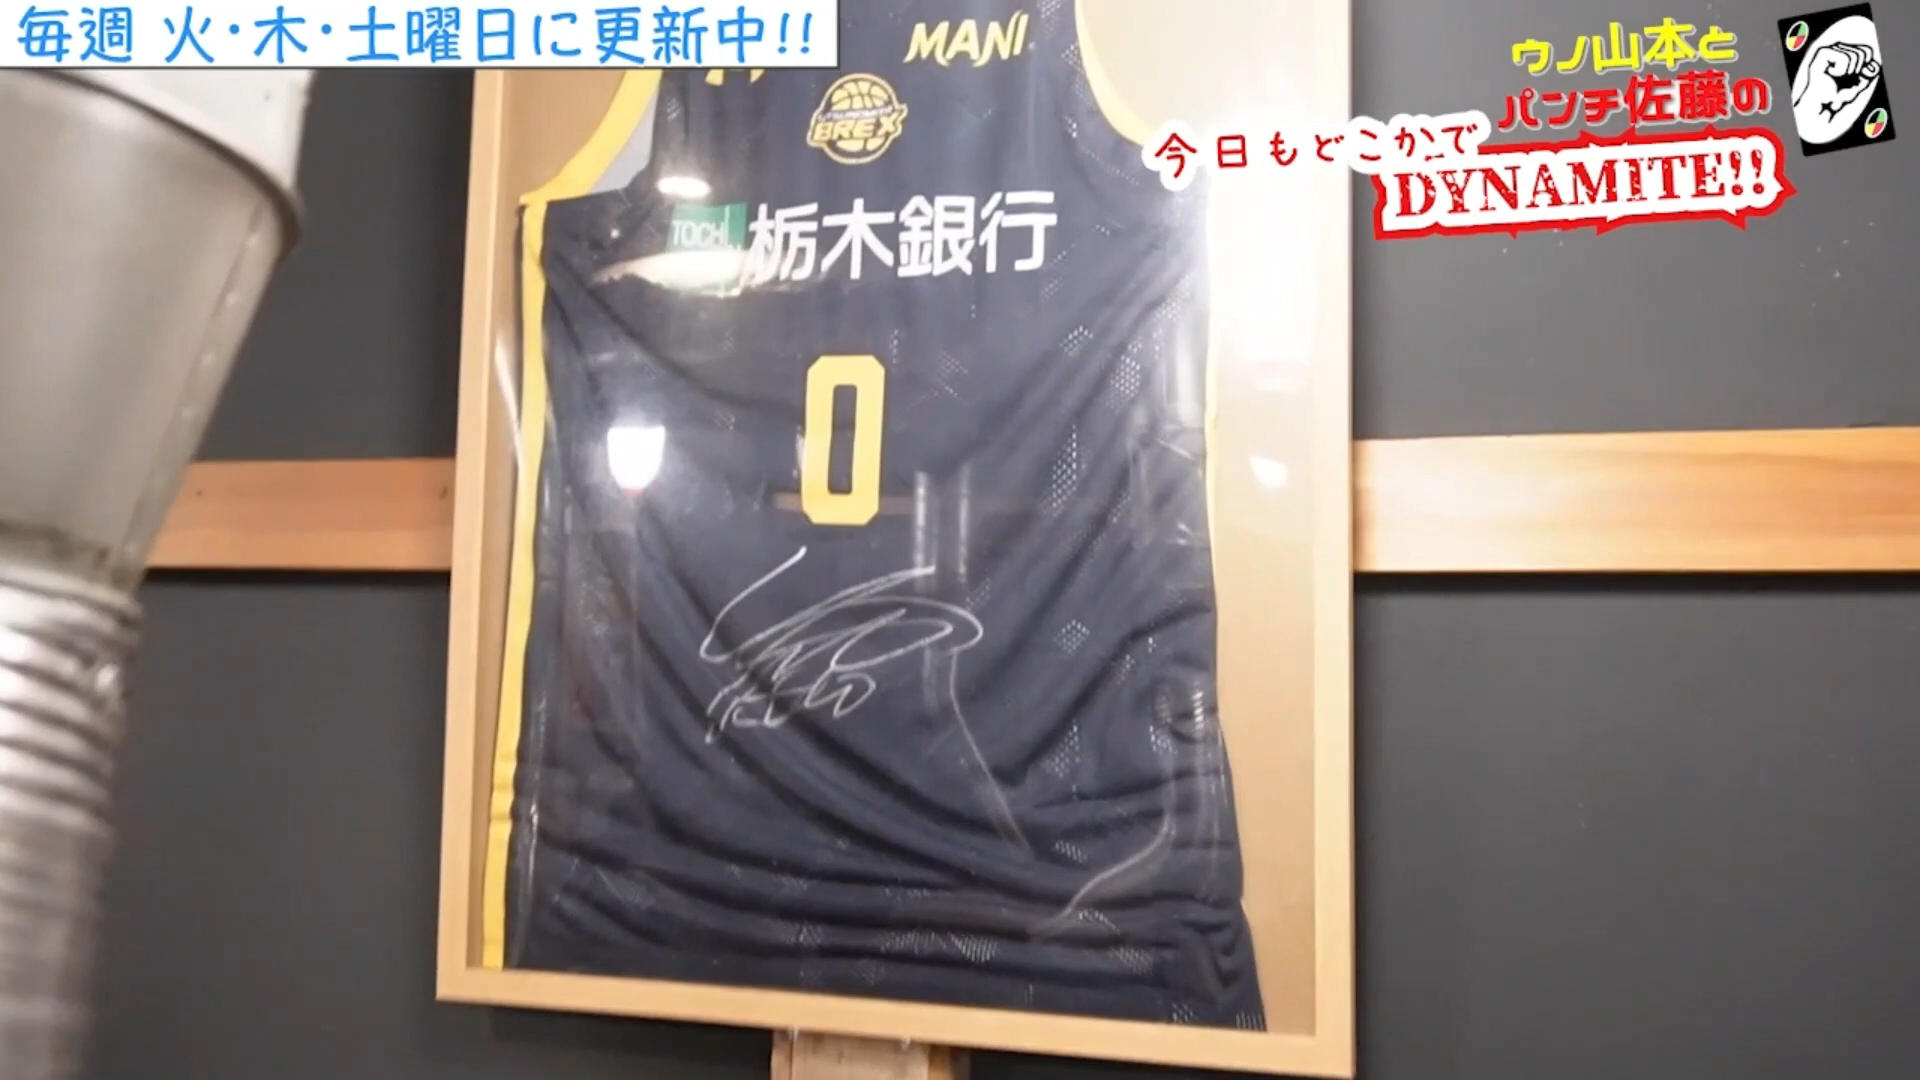 毎週 火・木・土曜日に更新中!!
ウノ山本と
パンチ佐藤の
今日もどこかで
DYNAMITE!!
MANI
BREX
TOCHI
栃木銀行
0